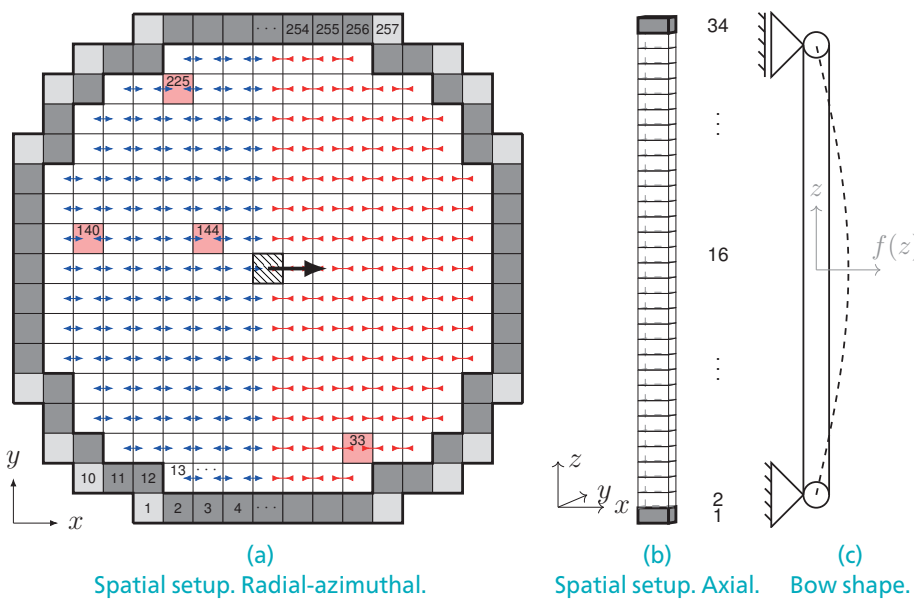 ··· 254 255 256 257
225
140 144
33
10 11 12 13 ···
1 2 3 4 ···
y
x
34
⋮
16
⋮
2
1
z
y
x
z
f(z)
(a)
Spatial setup. Radial-azimuthal.
(b)
Spatial setup. Axial.
(c)
Bow shape.